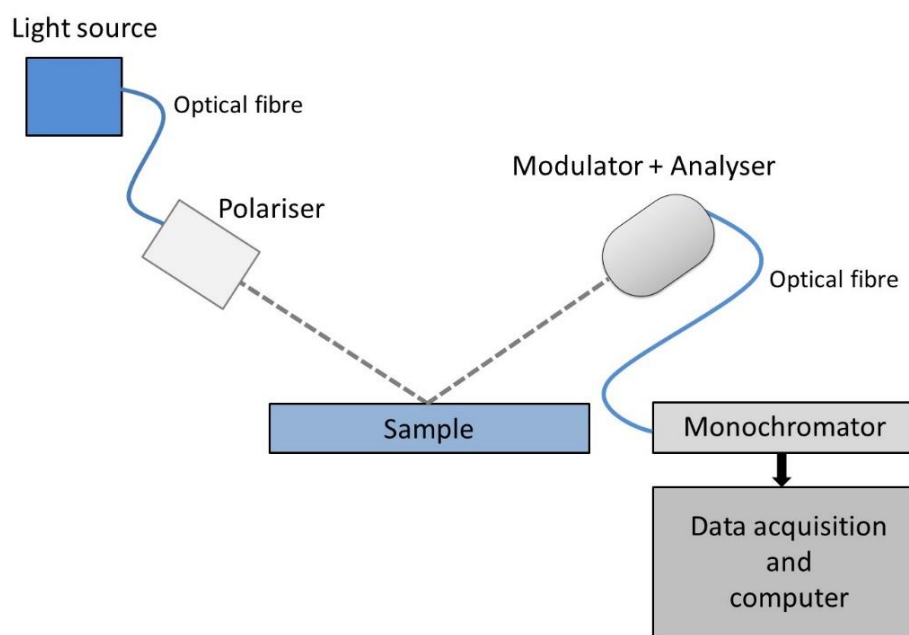 Light source
Optical fibre
Modulator + Analyser
Polariser
Optical fibre
Sample
Monochromator
Data acquisition
and
computer